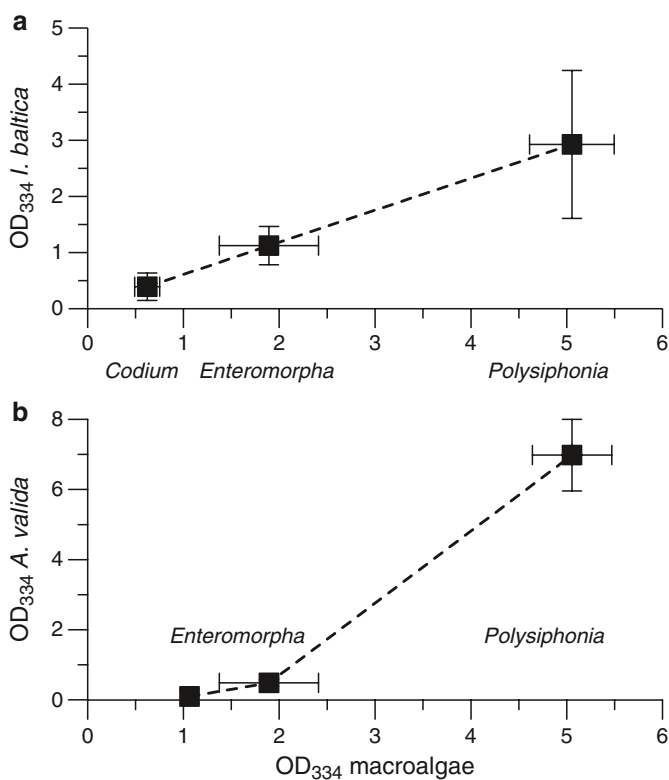 a
5
4
3
2
1
0
OD334 I. baltica
0 1 2 3 4 5 6
Codium Enteromorpha Polysiphonia
b
8
6
4
2
0
OD334 A. valida
Enteromorpha Polysiphonia
0 1 2 3 4 5 6
OD334 macroalgae